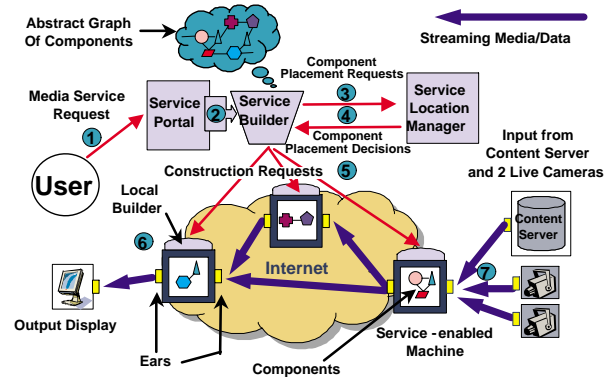 Abstract Graph
Of Components
Streaming Media/Data
Component
Placement Requests
Media Service
Request
1
Service
Portal
2
Service
Builder
3
4
Service
Location
Manager
Component
Placement Decisions
Input from
Content Server
and 2 Live Cameras
User
Construction Requests
5
Local
Builder
Content
Server
6
Internet
7
Output Display
Ears
Components
Service - enabled
Machine